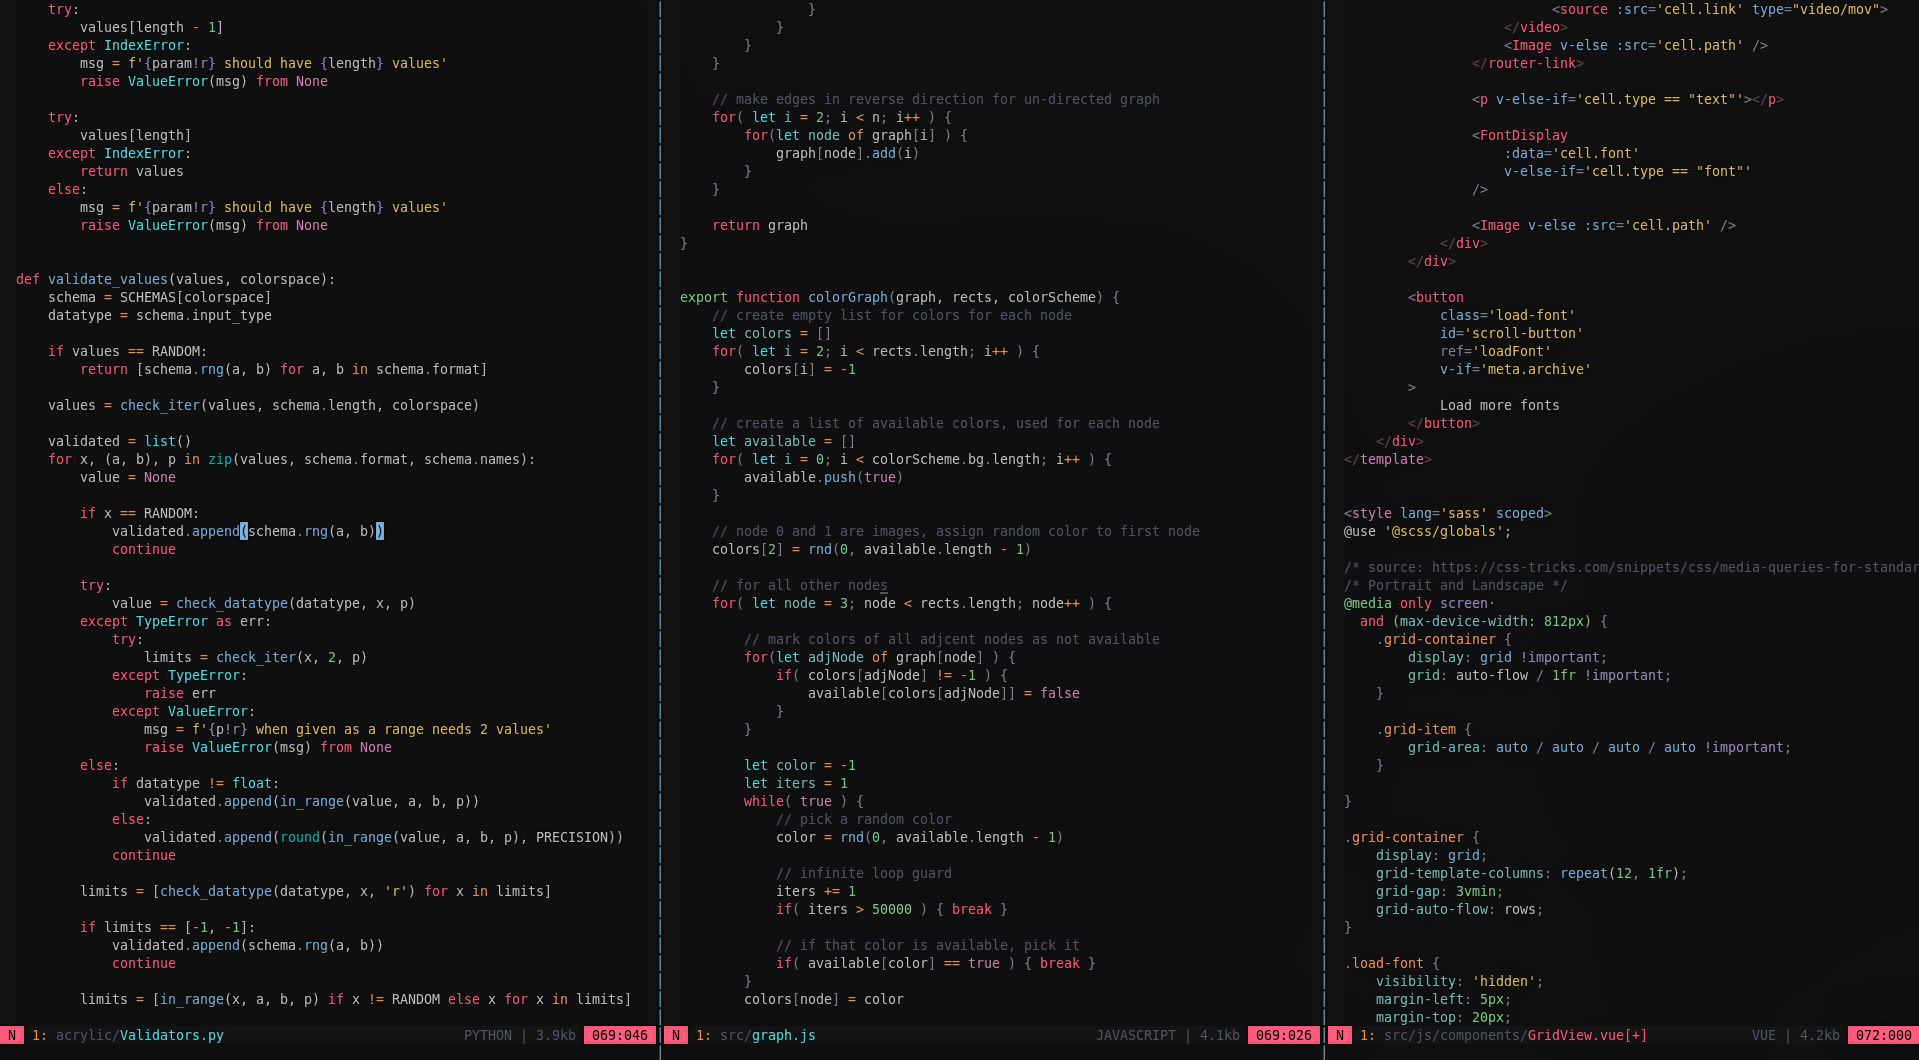 try:
        values[length - 1]
    except IndexError:
        msg = f'{param!r} should have {length} values'
        raise ValueError(msg) from None

    try:
        values[length]
    except IndexError:
        return values
    else:
        msg = f'{param!r} should have {length} values'
        raise ValueError(msg) from None


def validate_values(values, colorspace):
    schema = SCHEMAS[colorspace]
    datatype = schema.input_type

    if values == RANDOM:
        return [schema.rng(a, b) for a, b in schema.format]

    values = check_iter(values, schema.length, colorspace)

    validated = list()
    for x, (a, b), p in zip(values, schema.format, schema.names):
        value = None

        if x == RANDOM:
            validated.append(schema.rng(a, b))
            continue

        try:
            value = check_datatype(datatype, x, p)
        except TypeError as err:
            try:
                limits = check_iter(x, 2, p)
            except TypeError:
                raise err
            except ValueError:
                msg = f'{p!r} when given as a range needs 2 values'
                raise ValueError(msg) from None
        else:
            if datatype != float:
                validated.append(in_range(value, a, b, p))
            else:
                validated.append(round(in_range(value, a, b, p), PRECISION))
            continue

        limits = [check_datatype(datatype, x, 'r') for x in limits]

        if limits == [-1, -1]:
            validated.append(schema.rng(a, b))
            continue

        limits = [in_range(x, a, b, p) if x != RANDOM else x for x in limits]
N 1: acrylic/Validators.py PYTHON | 3.9kb 069:046
                }
            }
        }
    }

    // make edges in reverse direction for un-directed graph
    for( let i = 2; i < n; i++ ) {
        for(let node of graph[i] ) {
            graph[node].add(i)
        }
    }

    return graph
}


export function colorGraph(graph, rects, colorScheme) {
    // create empty list for colors for each node
    let colors = []
    for( let i = 2; i < rects.length; i++ ) {
        colors[i] = -1
    }

    // create a list of available colors, used for each node
    let available = []
    for( let i = 0; i < colorScheme.bg.length; i++ ) {
        available.push(true)
    }

    // node 0 and 1 are images, assign random color to first node
    colors[2] = rnd(0, available.length - 1)

    // for all other nodes
    for( let node = 3; node < rects.length; node++ ) {

        // mark colors of all adjcent nodes as not available
        for(let adjNode of graph[node] ) {
            if( colors[adjNode] != -1 ) {
                available[colors[adjNode]] = false
            }
        }

        let color = -1
        let iters = 1
        while( true ) {
            // pick a random color
            color = rnd(0, available.length - 1)

            // infinite loop guard
            iters += 1
            if( iters > 50000 ) { break }

            // if that color is available, pick it
            if( available[color] == true ) { break }
        }
        colors[node] = color
N 1: src/graph.js JAVASCRIPT | 4.1kb 069:026
                          <source :src='cell.link' type="video/mov">
                    </video>
                    <Image v-else :src='cell.path' />
                </router-link>

                <p v-else-if='cell.type == "text"'></p>

                <FontDisplay
                    :data='cell.font'
                    v-else-if='cell.type == "font"'
                />

                <Image v-else :src='cell.path' />
            </div>
        </div>

        <button
            class='load-font'
            id='scroll-button'
            ref='loadFont'
            v-if='meta.archive'
        >
            Load more fonts
        </button>
    </div>
</template>


<style lang='sass' scoped>
@use '@scss/globals';

/* source: https://css-tricks.com/snippets/css/media-queries-for-standar
/* Portrait and Landscape */
@media only screen·
  and (max-device-width: 812px) {
    .grid-container {
        display: grid !important;
        grid: auto-flow / 1fr !important;
    }

    .grid-item {
        grid-area: auto / auto / auto / auto !important;
    }

}

.grid-container {
    display: grid;
    grid-template-columns: repeat(12, 1fr);
    grid-gap: 3vmin;
    grid-auto-flow: rows;
}

.load-font {
    visibility: 'hidden';
    margin-left: 5px;
    margin-top: 20px;
N 1: src/js/components/GridView.vue[+] VUE | 4.2kb 072:000